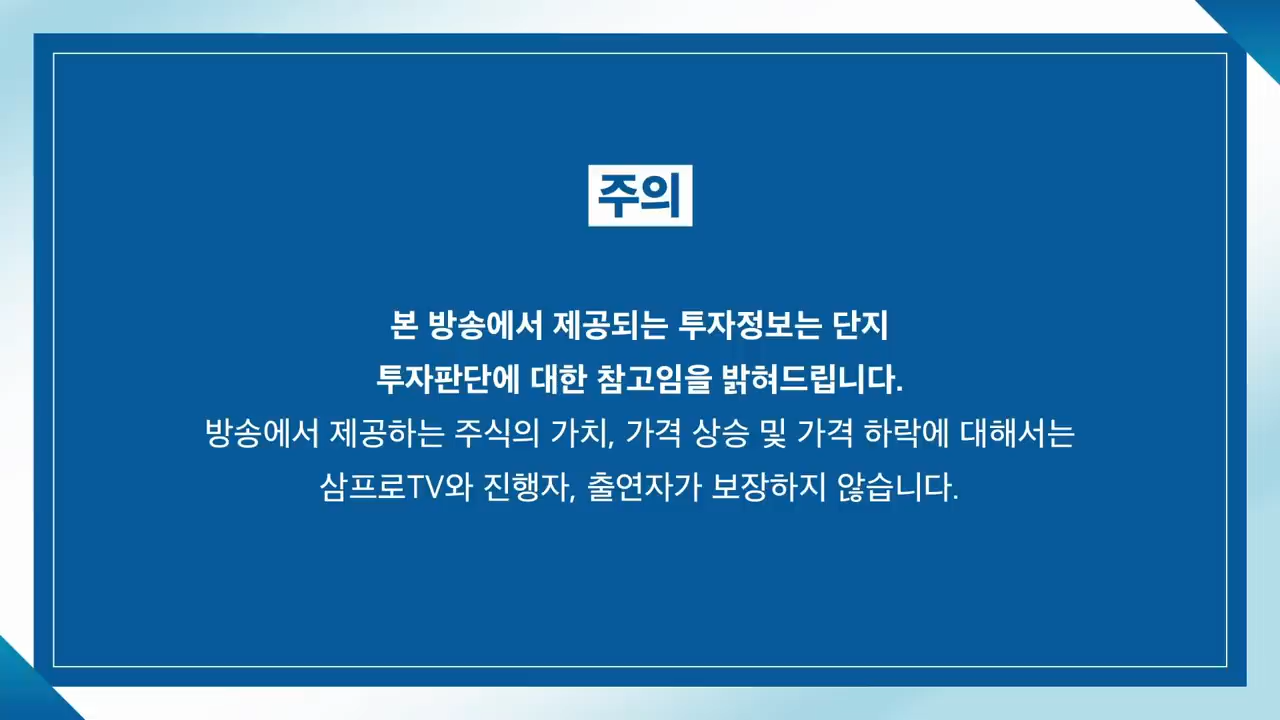 주의
본 방송에서 제공되는 투자정보는 단지
투자판단에 대한 참고임을 밝혀드립니다.
방송에서 제공하는 주식의 가치, 가격 상승 및 가격 하락에 대해서는
삼프로TV와 진행자, 출연자가 보장하지 않습니다.